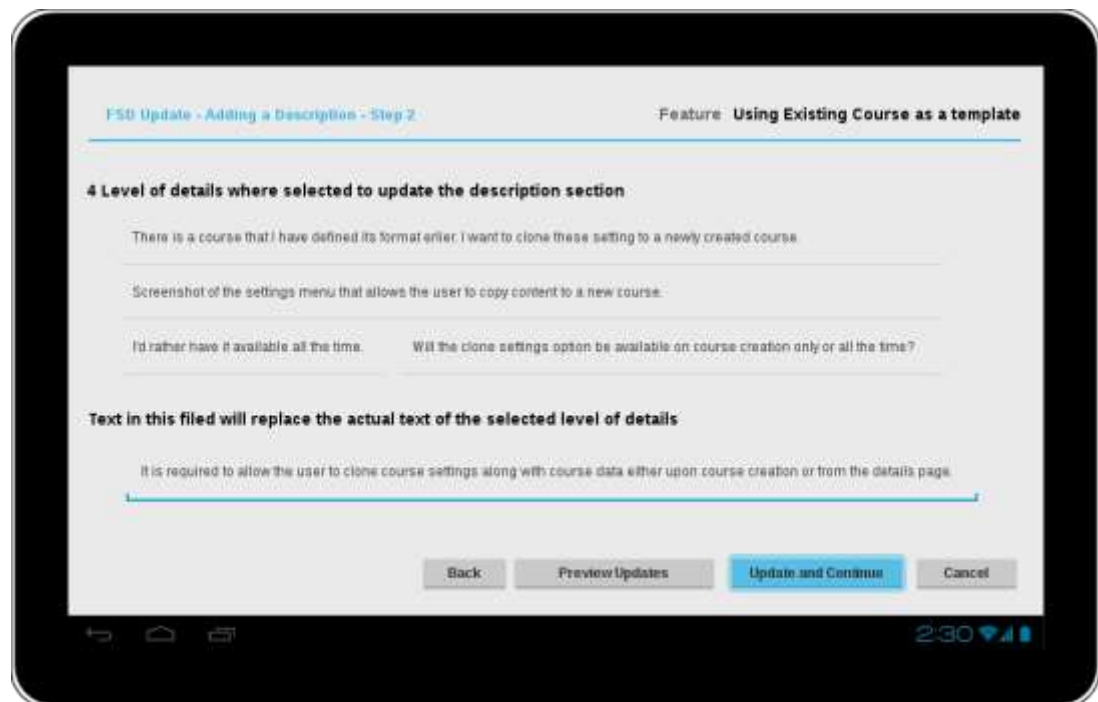 FSD Update - Adding a Description - Step 2
Feature Using Existing Course as a template
4 Level of details where selected to update the description section
There is a course that I have defined its format erlier. I want to clone these setting to a newly created course.
Screenshot of the settings menu that allows the user to copy content to a new course.
I'd rather have it available all the time.
Will the clone settings option be available on course creation only or all the time?
Text in this filed will replace the actual text of the selected level of details
It is required to allow the user to clone course settings along with course data either upon course creation or from the details page.
Back
Preview Updates
Update and Continue
Cancel
2:30